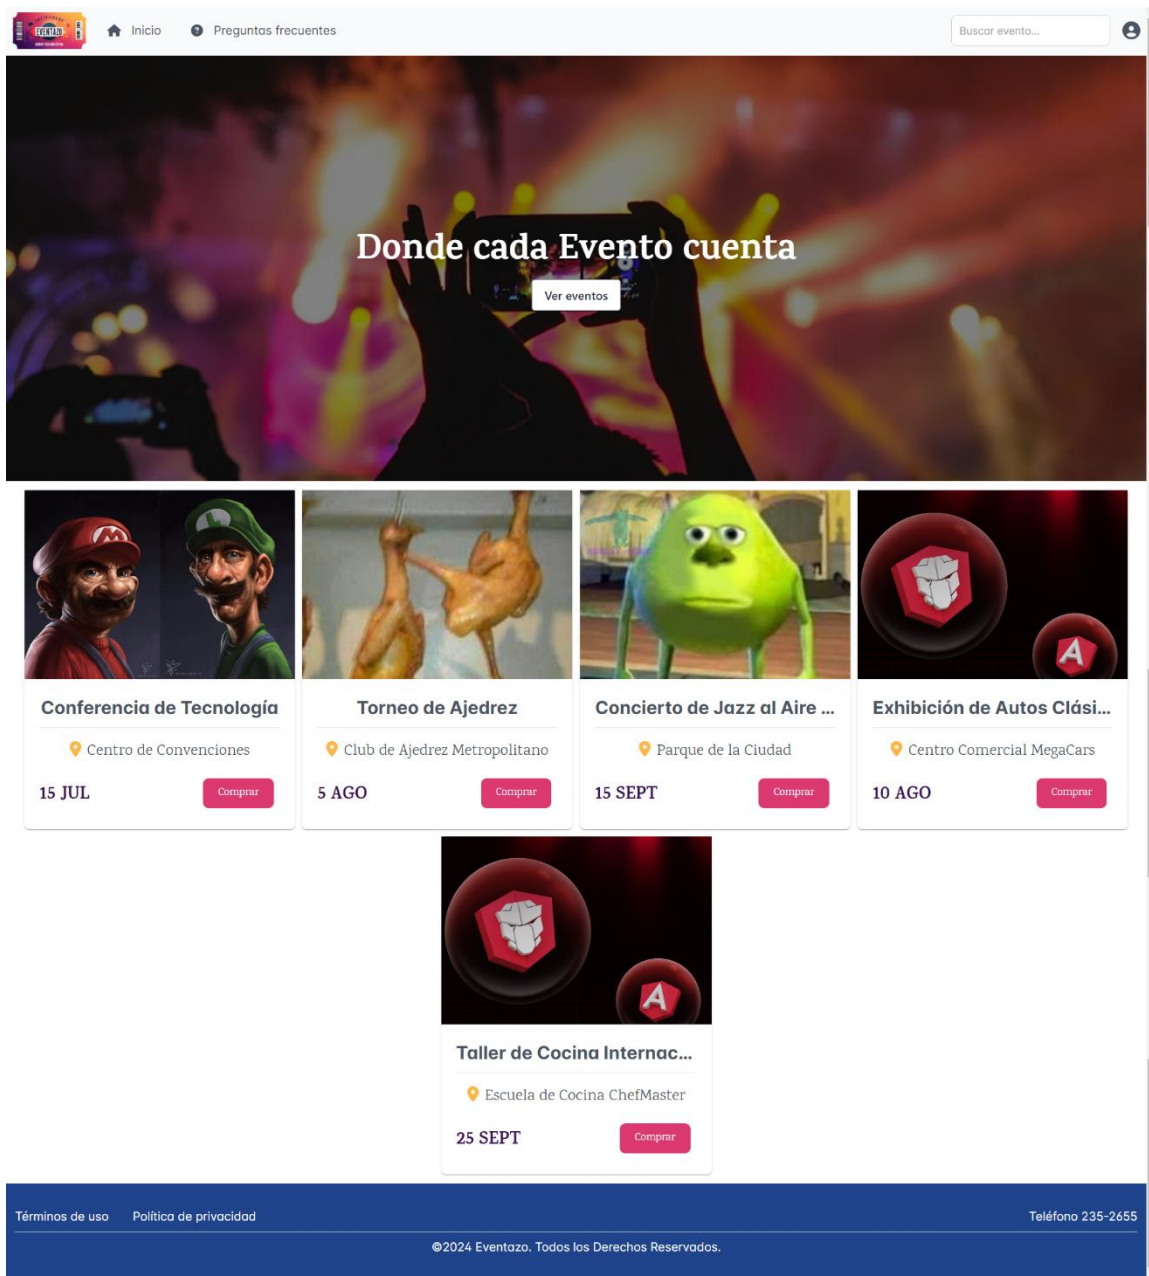 EVENTAZO
Inicio
Preguntas frecuentes
Buscar evento...
Donde cada Evento cuenta
Ver eventos
Conferencia de Tecnología
Centro de Convenciones
15 JUL
Comprar
Torneo de Ajedrez
Club de Ajedrez Metropolitano
5 AGO
Comprar
Concierto de Jazz al Aire ...
Parque de la Ciudad
15 SEPT
Comprar
Exhibición de Autos Clási...
Centro Comercial MegaCars
10 AGO
Comprar
Taller de Cocina Internac...
Escuela de Cocina ChefMaster
25 SEPT
Comprar
Términos de uso
Política de privacidad
Teléfono 235-2655
©2024 Eventazo. Todos los Derechos Reservados.